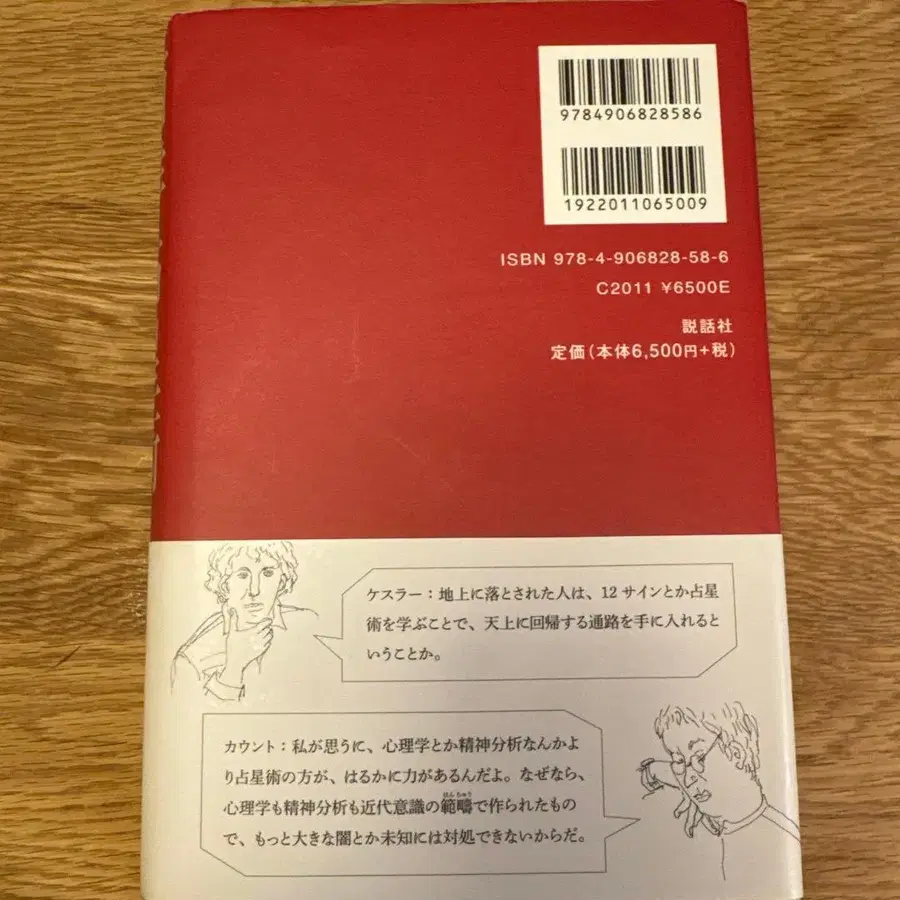 9784906828586
1922011065009
ISBN 978-4-906828-58-6
C2011 ¥6500E
説話社
定価(本体6,500円+税)
ケスラー：地上に落とされた人は、12サインとか占星
術を学ぶことで、天上に回帰する通路を手に入れると
いうことか。
カウント：私が思うに、心理学とか精神分析なんかよ
り占星術の方が、はるかに力があるんだよ。なぜなら、
はんちゅう
心理学も精神分析も近代意識の範疇で作られたもの
で、もっと大きな闇とか未知には対処できないからだ。